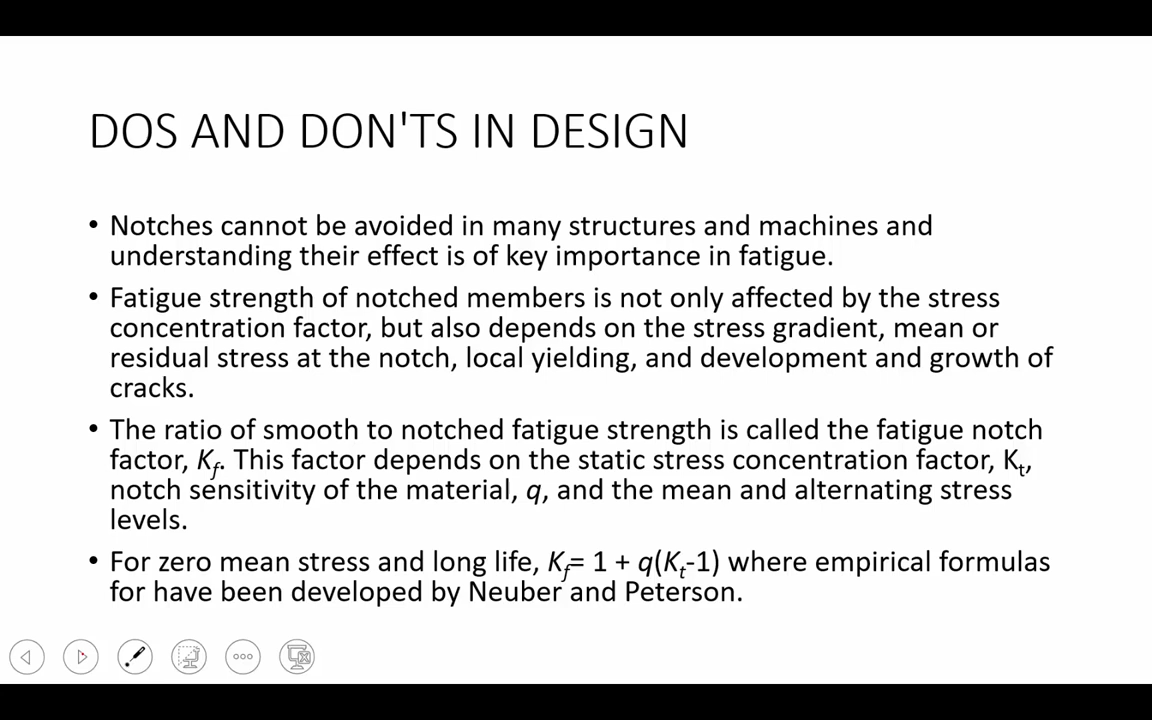 DOS AND DON'TS IN DESIGN
• Notches cannot be avoided in many structures and machines and
understanding their effect is of key importance in fatigue.
• Fatigue strength of notched members is not only affected by the stress
concentration factor, but also depends on the stress gradient, mean or
residual stress at the notch, local yielding, and development and growth of
cracks.
• The ratio of smooth to notched fatigue strength is called the fatigue notch
factor, Kf. This factor depends on the static stress concentration factor, Kt,
notch sensitivity of the material, q, and the mean and alternating stress
levels.
• For zero mean stress and long life, Kf= 1 + q(Kt-1) where empirical formulas
for have been developed by Neuber and Peterson.